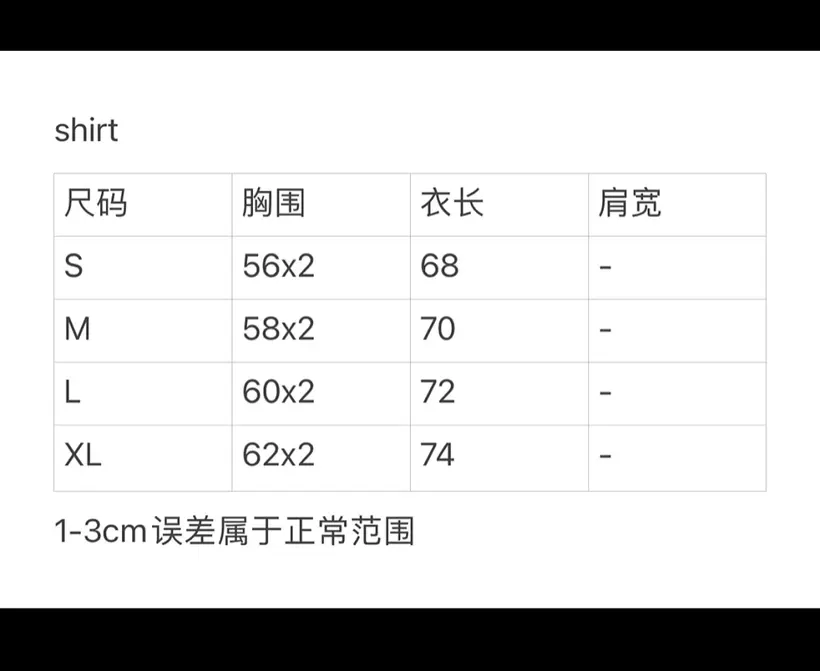 shirt
尺码 胸围 衣长 肩宽
S 56x2 68 -
M 58x2 70 -
L 60x2 72 -
XL 62x2 74 -
1-3cm误差属于正常范围